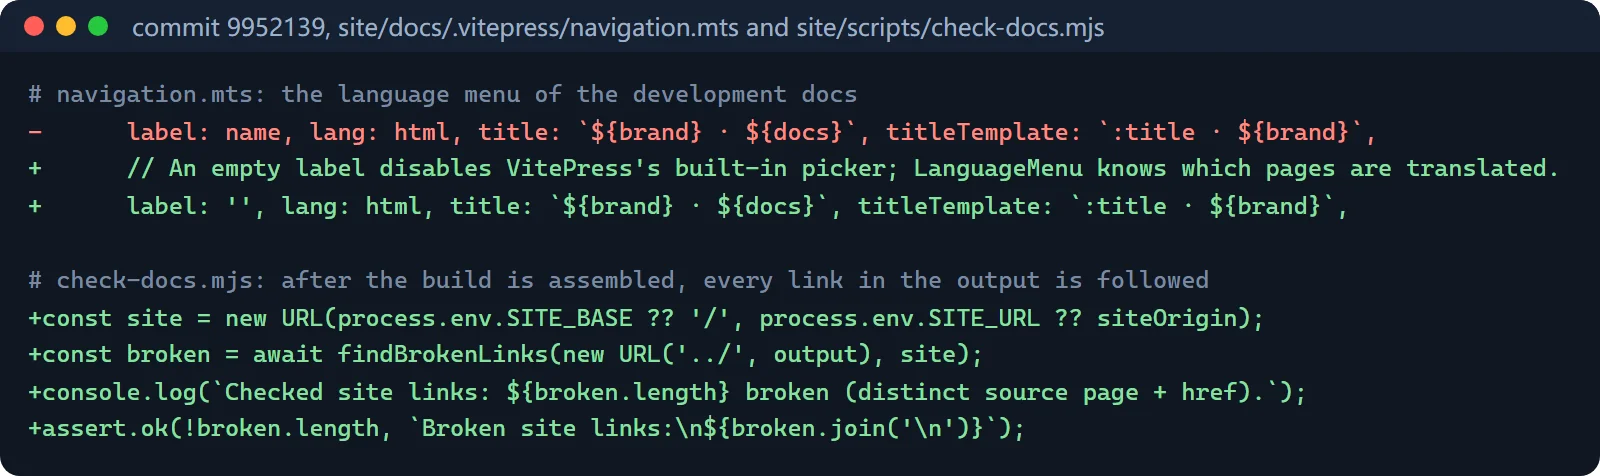 commit 9952139, site/docs/.vitepress/navigation.mts and site/scripts/check-docs.mjs
# navigation.mts: the language menu of the development docs
-      label: name, lang: html, title: `${brand} · ${docs}`, titleTemplate: `:title · ${brand}`,
+      // An empty label disables VitePress's built-in picker; LanguageMenu knows which pages are translated.
+      label: '', lang: html, title: `${brand} · ${docs}`, titleTemplate: `:title · ${brand}`,
# check-docs.mjs: after the build is assembled, every link in the output is followed
+const site = new URL(process.env.SITE_BASE ?? '/', process.env.SITE_URL ?? siteOrigin);
+const broken = await findBrokenLinks(new URL('../', output), site);
+console.log(`Checked site links: ${broken.length} broken (distinct source page + href).`);
+assert.ok(!broken.length, `Broken site links:\n${broken.join('\n')}`);